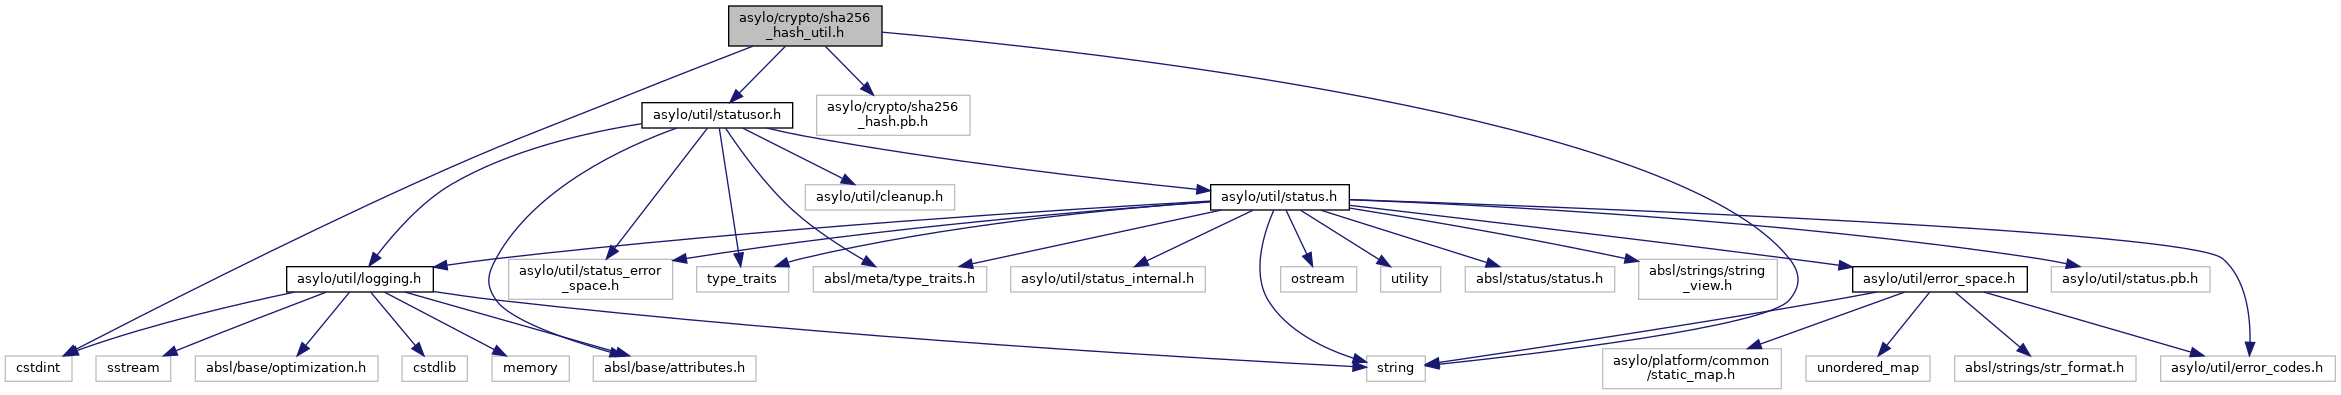 asylo/crypto/sha256
_hash_util.h
asylo/util/statusor.h
asylo/crypto/sha256
_hash.pb.h
asylo/util/cleanup.h
asylo/util/status.h
asylo/util/logging.h
asylo/util/status_error
_space.h
type_traits
absl/meta/type_traits.h
asylo/util/status_internal.h
ostream
utility
absl/status/status.h
absl/strings/string
_view.h
asylo/util/error_space.h
asylo/util/status.pb.h
cstdint
sstream
absl/base/optimization.h
cstdlib
memory
absl/base/attributes.h
string
asylo/platform/common
/static_map.h
unordered_map
absl/strings/str_format.h
asylo/util/error_codes.h